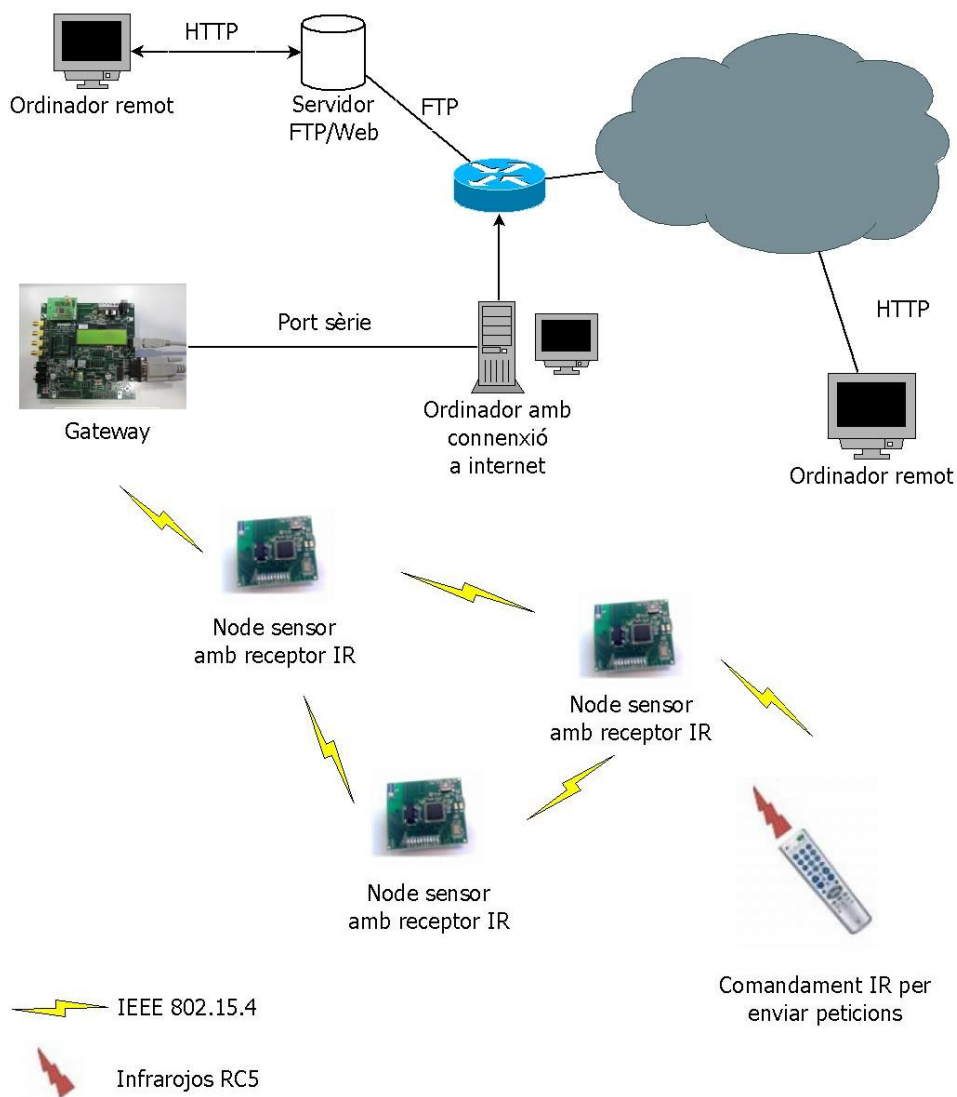 HTTP
Ordinador remot
Servidor
FTP/Web
FTP
HTTP
Port sèrie
Gateway
Ordinador amb
connenxió
a internet
Ordinador remot
Node sensor
amb receptor IR
Node sensor
amb receptor IR
Node sensor
amb receptor IR
Comandament IR per
enviar peticions
IEEE 802.15.4
Infrarojos RC5